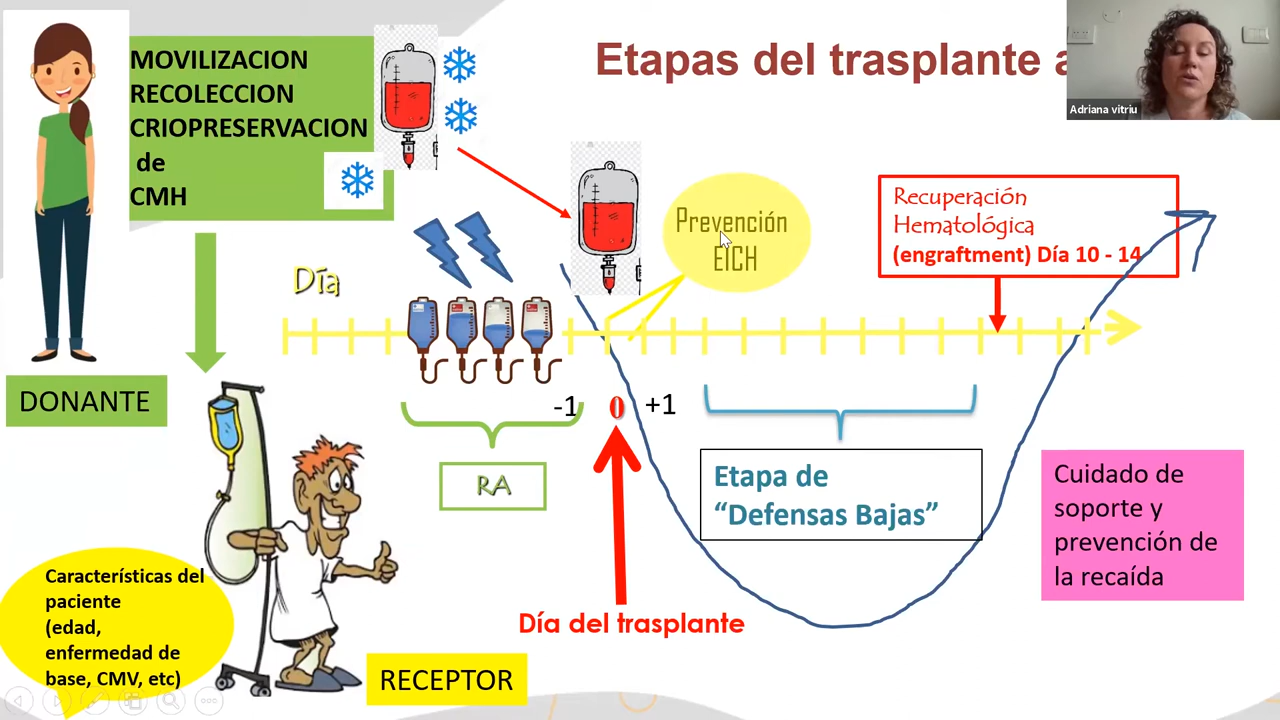 Etapas del trasplante a
Adriana vitriu
MOVILIZACION
RECOLECCION
CRIOPRESERVACION
de
CMH
Prevención
EICH
Recuperación
Hematológica
(engraftment) Día 10 - 14
Día
DONANTE
-1
0
+1
RA
Etapa de
“Defensas Bajas”
Cuidado de
soporte y
prevención de
la recaída
Día del trasplante
Características del
paciente
(edad,
enfermedad de
base, CMV, etc)
RECEPTOR